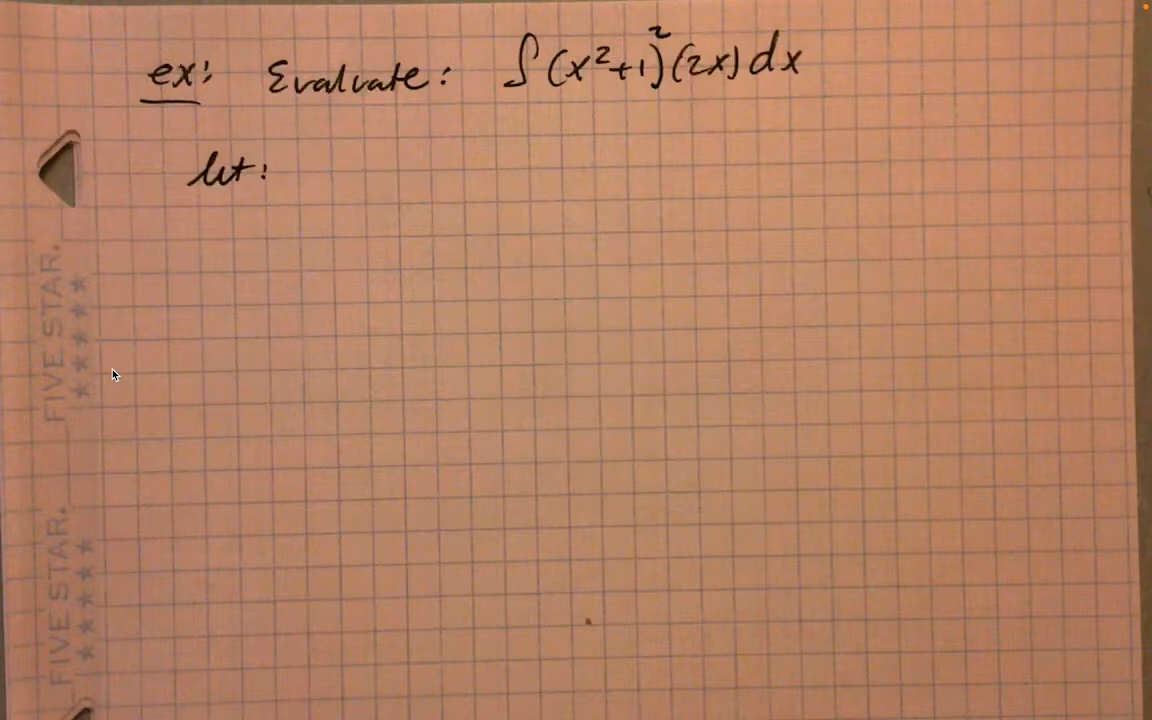 ex: Evaluate: ∫(x²+1)²(2x)dx
let:
FIVE STAR.
★★★★★
FIVE STAR.
★★★★★